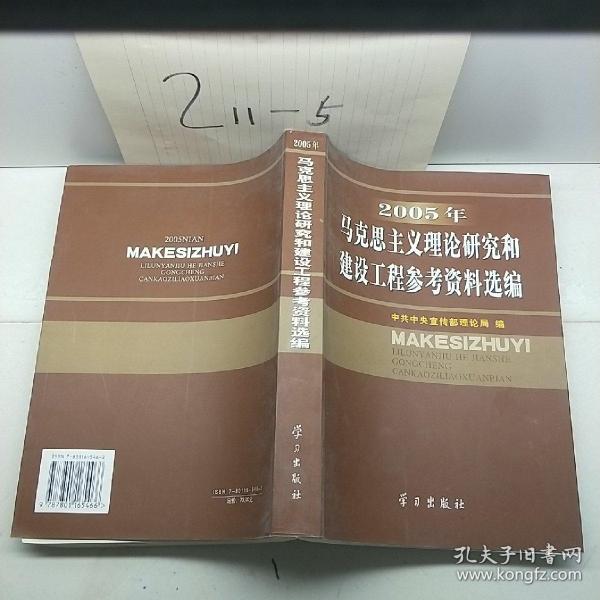 211-5
2005年
马克思主义理论研究和
建设工程参考资料选编
中共中央宣传部理论局 编
MAKESIZHUYI
LILUNYANJIU HE JIANSHE
GONGCHENG
CANKAOZILIAOXUANPIAN
学习出版社
2005年
马克思主义理论研究和建设工程参考资料选编
学习出版社
2005NIAN
MAKESIZHUYI
LILUNYANJIU HE JIANSHE
GONGCHENG
CANKAOZILIAOXUANPIAN
9787801165466>
孔夫子旧书网
www.kongfz.com